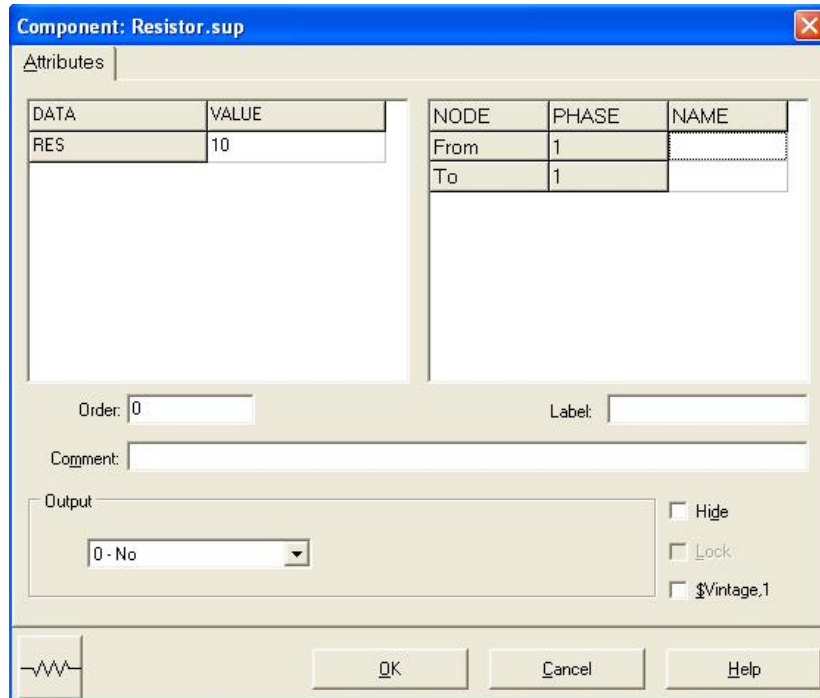 Component: Resistor.sup
Attributes
DATA VALUE
RES 10
NODE PHASE NAME
From 1
To 1
Order: 0
Label:
Comment:
Output
0 - No
Hide
Lock
$Vintage,1
OK Cancel Help